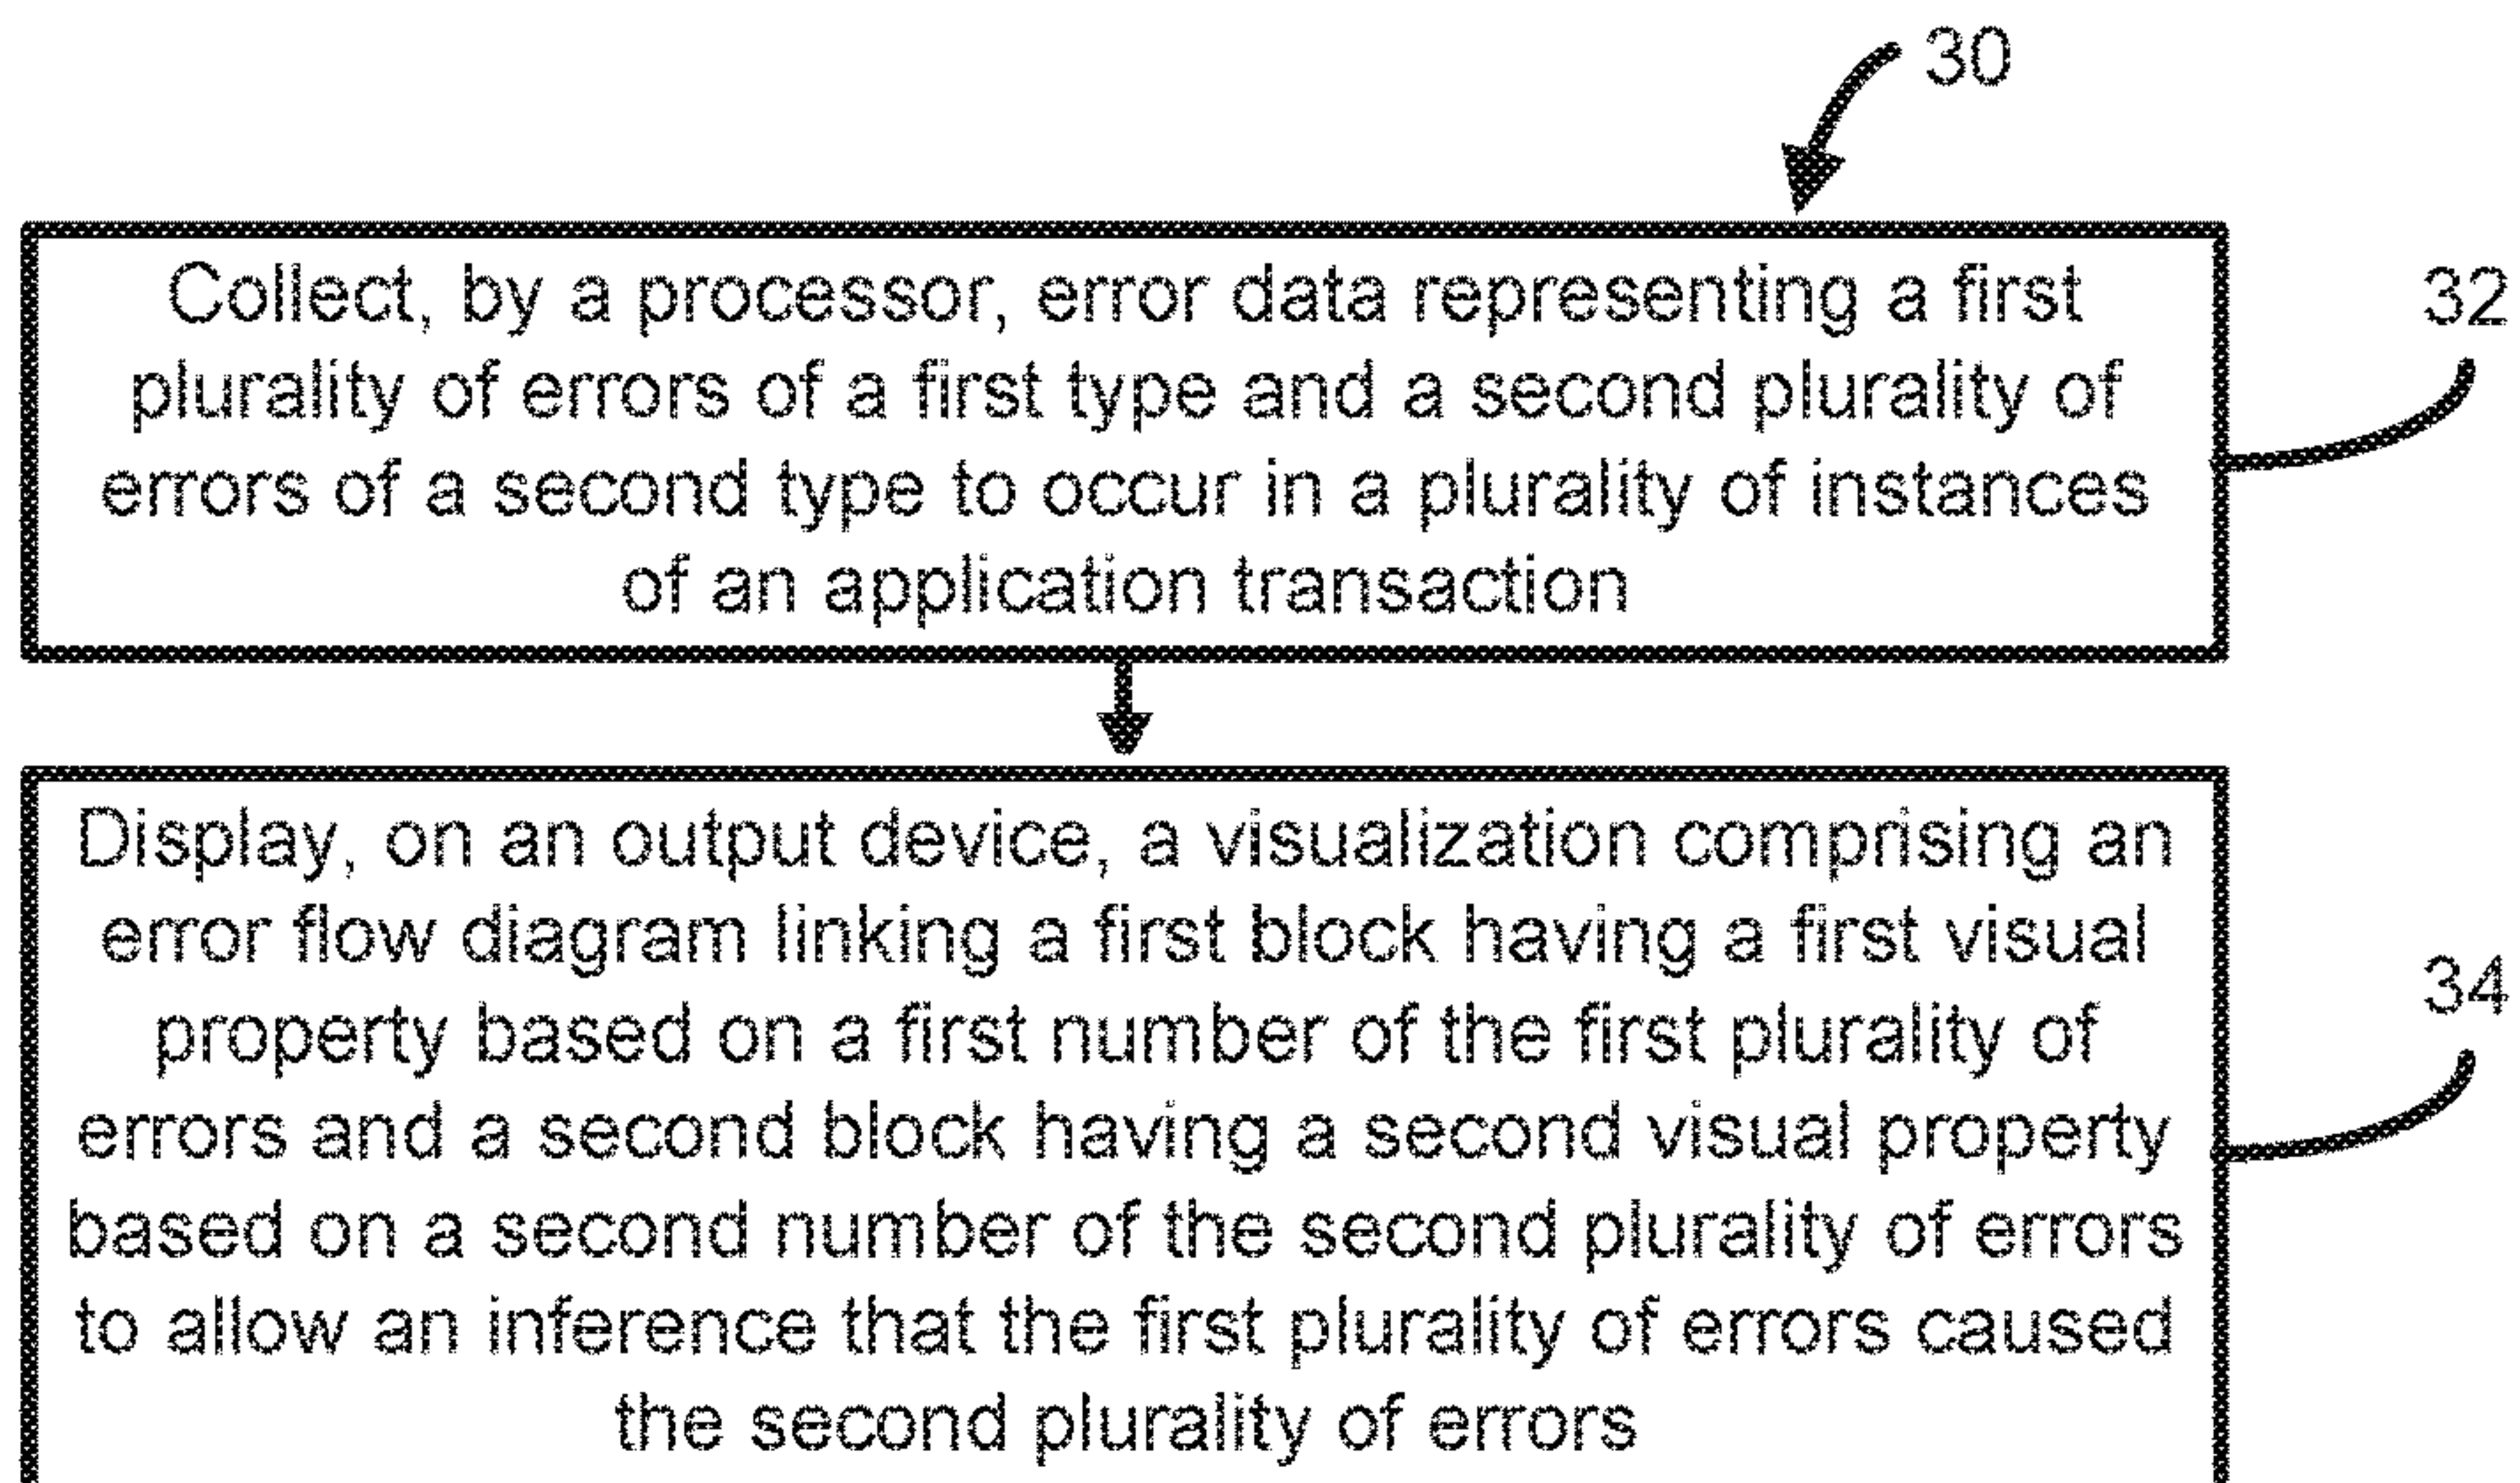 30
Collect, by a processor, error data representing a first
plurality of errors of a first type and a second plurality of
errors of a second type to occur in a plurality of instances
of an application transaction
32
Display, on an output device, a visualization comprising an
error flow diagram linking a first block having a first visual
property based on a first number of the first plurality of
errors and a second block having a second visual property
based on a second number of the second plurality of errors
to allow an inference that the first plurality of errors caused
the second plurality of errors
34